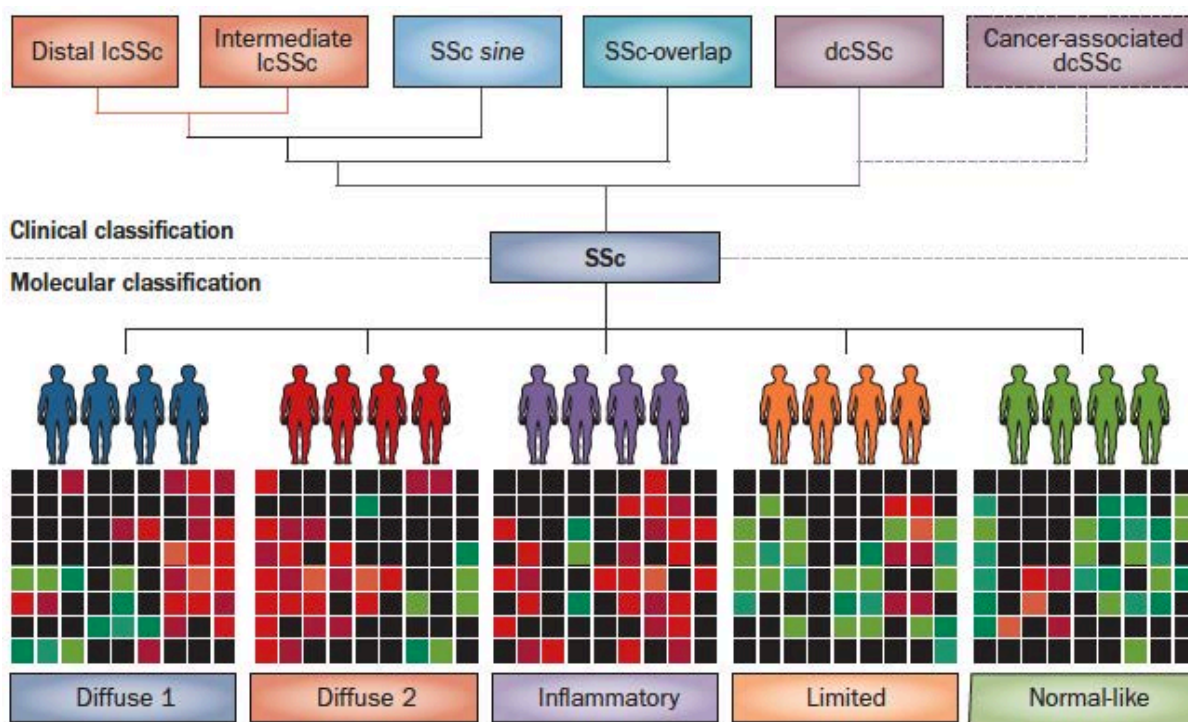 Distal lcSSc
Intermediate
lcSSc
SSc sine
SSc-overlap
dcSSc
Cancer-associated
dcSSc
Clinical classification
SSc
Molecular classification
Diffuse 1
Diffuse 2
Inflammatory
Limited
Normal-like